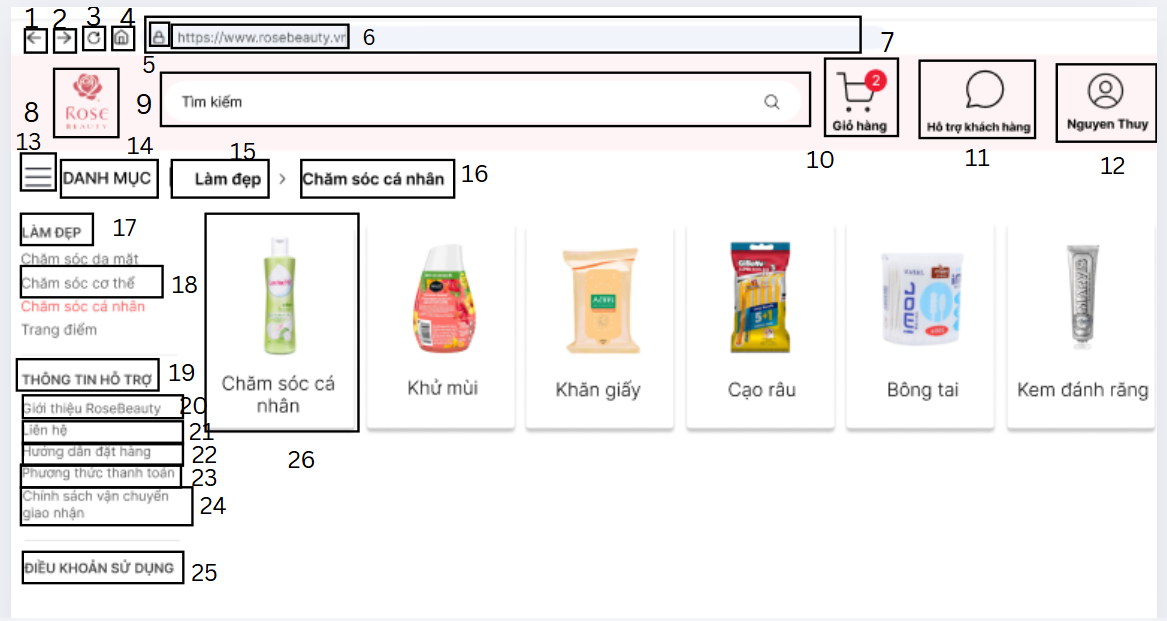 1 2 3 4
https://www.rosebeauty.vn 6
5 7
8 ROSE BEAUTY 9 Tìm kiếm 2
Giỏ hàng Hỗ trợ khách hàng Nguyen Thuy
10 11 12
13 14 15
DANH MỤC Làm đẹp > Chăm sóc cá nhân 16
LÀM ĐẸP 17
Chăm sóc da mặt
Chăm sóc cơ thể 18
Chăm sóc cá nhân
Trang điểm
THÔNG TIN HỖ TRỢ 19
Giới thiệu RoseBeauty 20
Liên hệ 21
Hướng dẫn đặt hàng 22
Phương thức thanh toán 23
Chính sách vận chuyển
giao nhận 24
ĐIỀU KHOẢN SỬ DỤNG 25
Chăm sóc cá
nhân
26
Khử mùi
Khăn giấy
Gillette
5+1
Cạo râu
Bông tai
MARVIS
Kem đánh răng